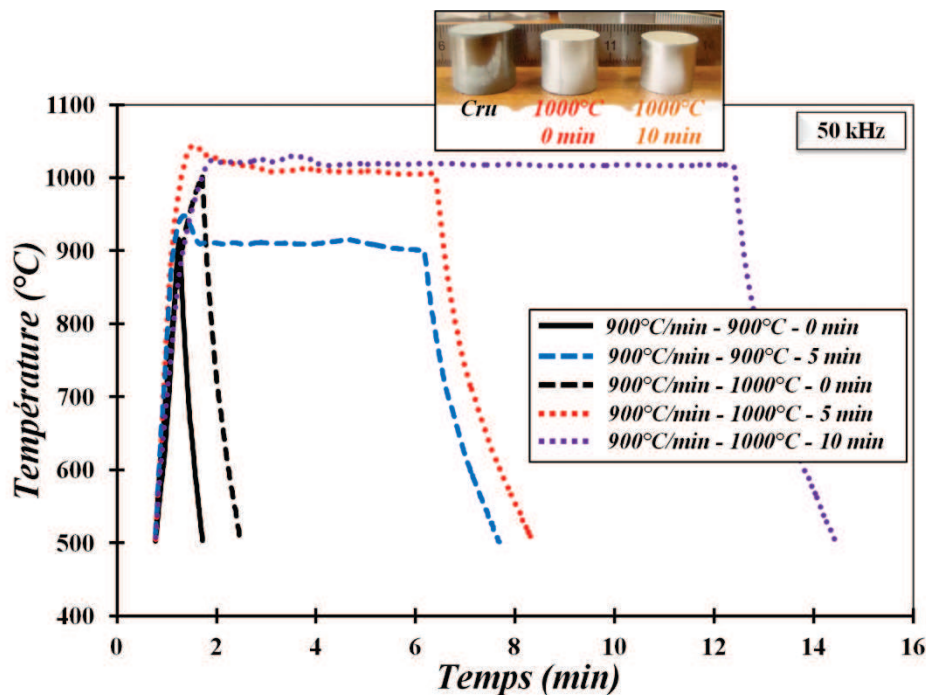 6 11
Cru 1000°C 1000°C
0 min 10 min
50 kHz
1100
1000
900
800
700
600
500
400
Température (°C)
900°C/min - 900°C - 0 min
900°C/min - 900°C - 5 min
900°C/min - 1000°C - 0 min
900°C/min - 1000°C - 5 min
900°C/min - 1000°C - 10 min
0 2 4 6 8 10 12 14 16
Temps (min)